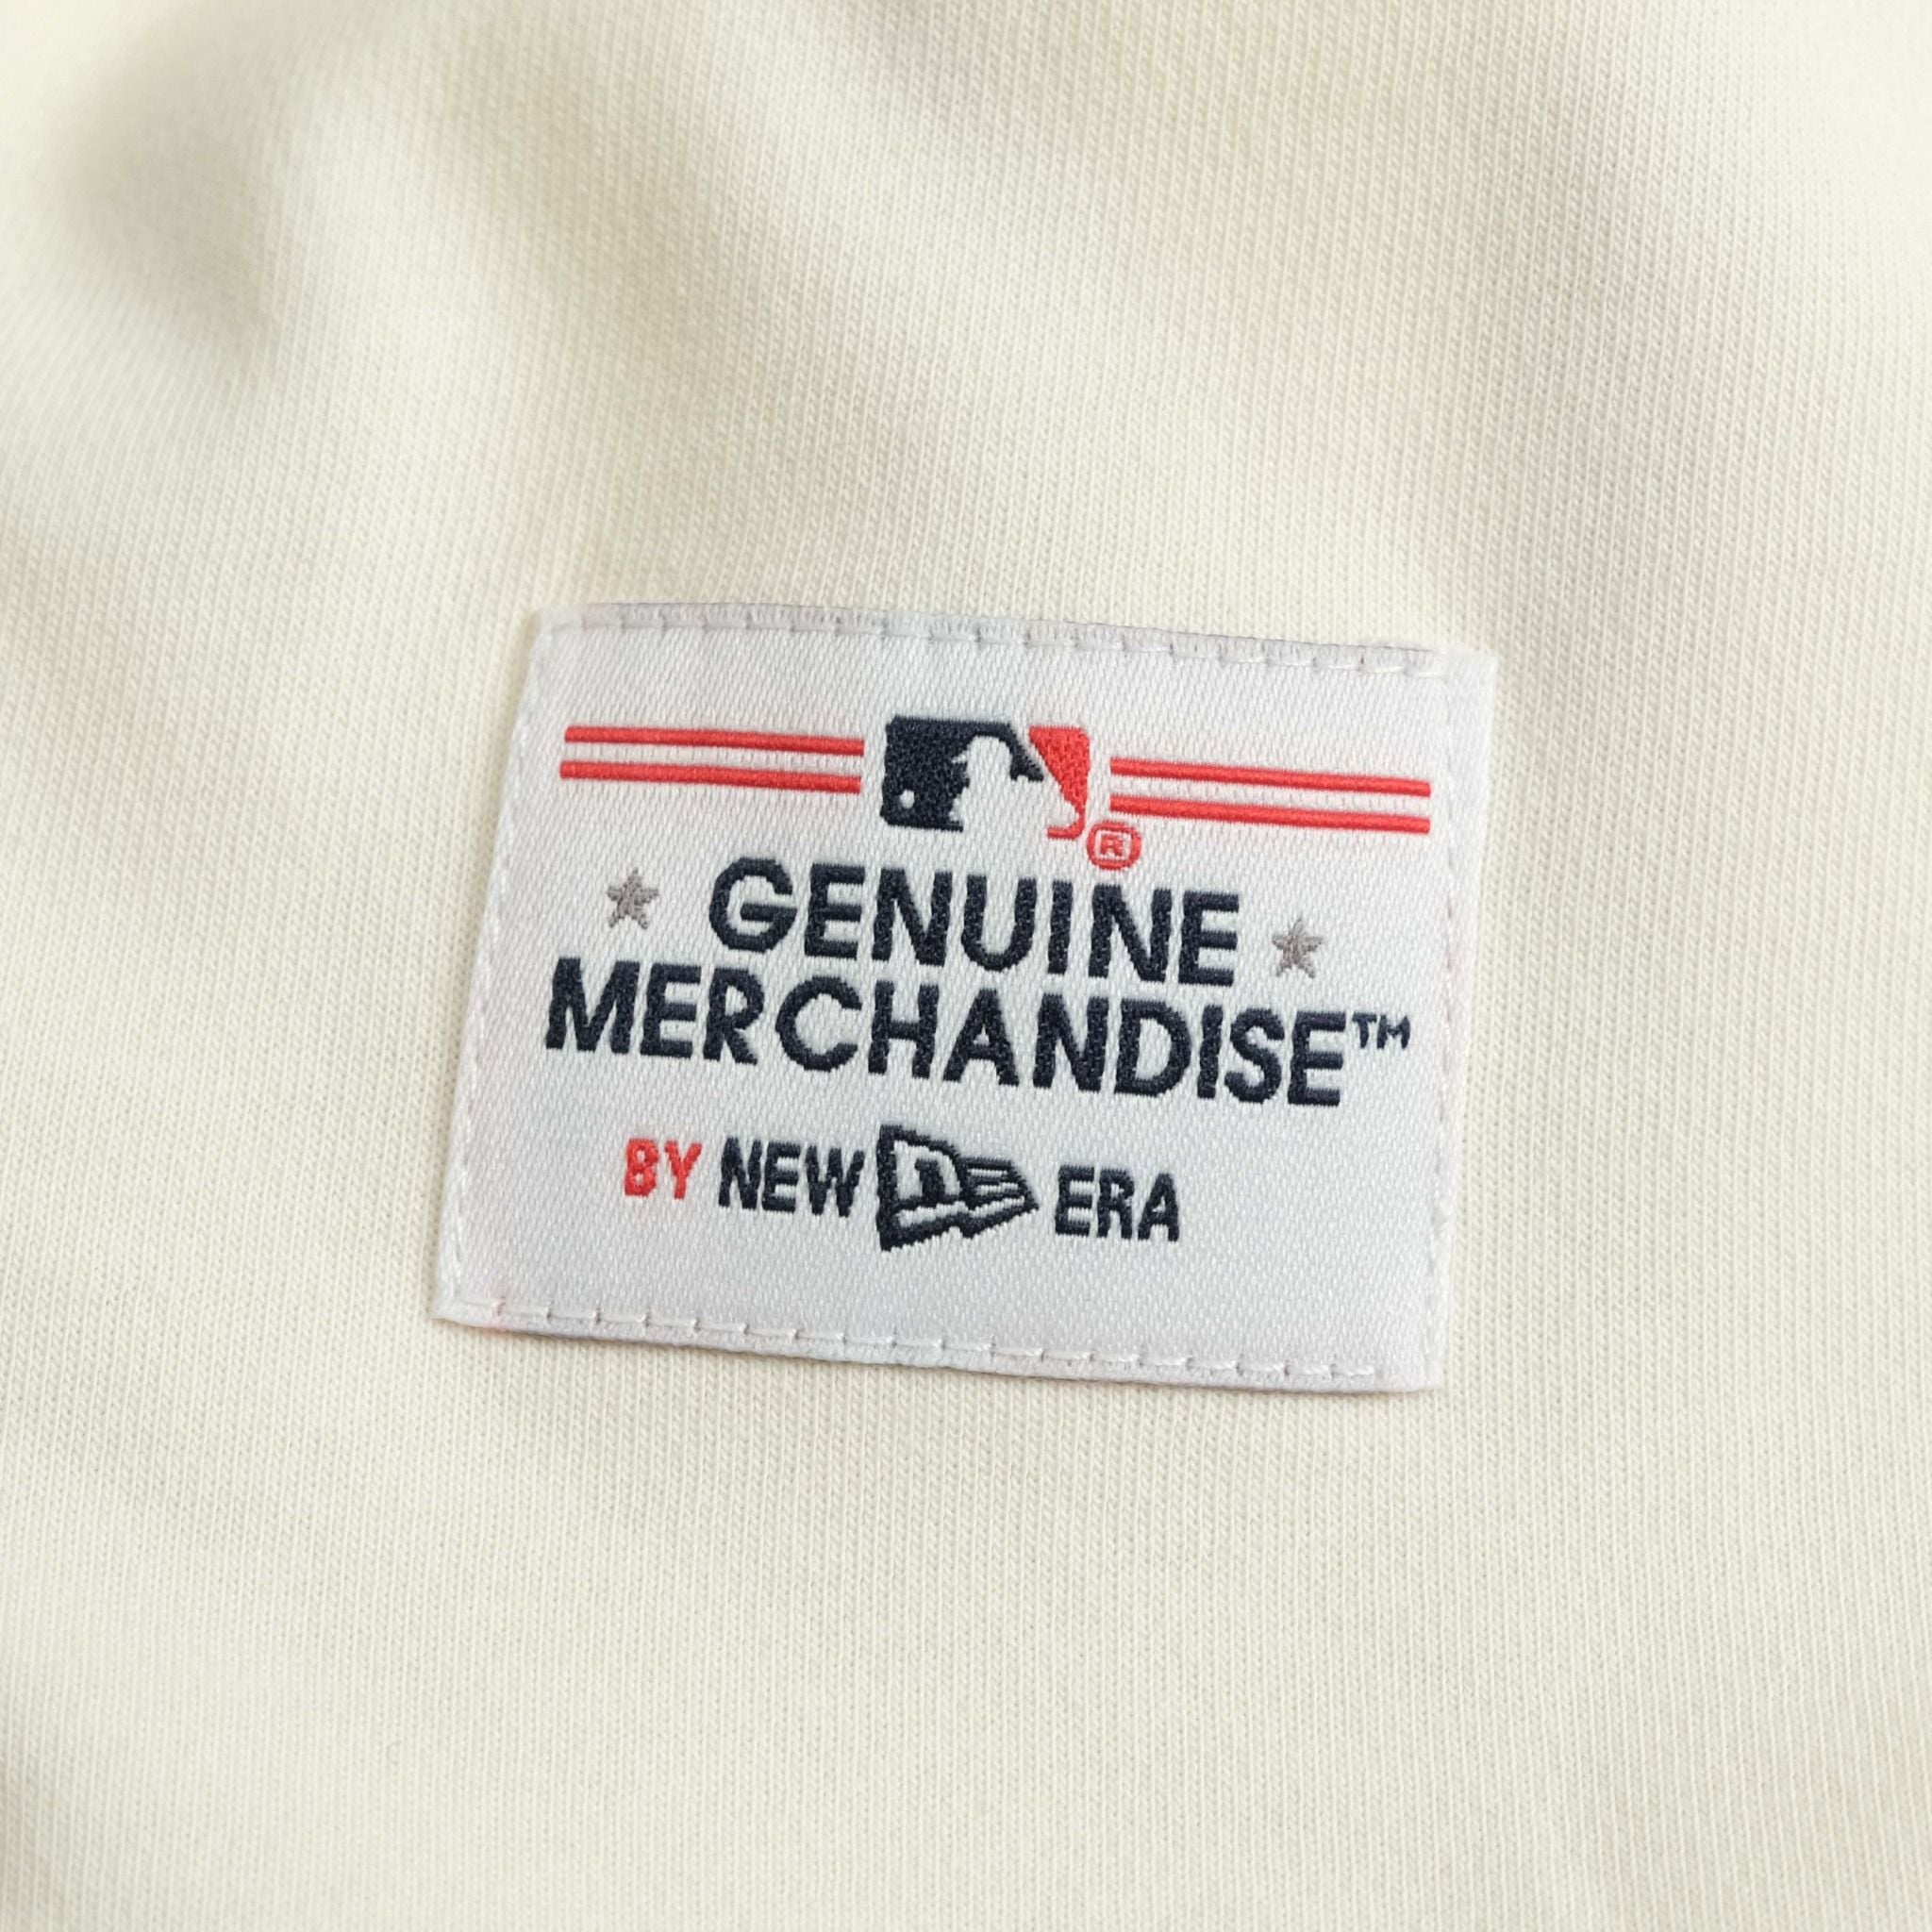 ®
GENUINE
MERCHANDISE™
BY NEW ERA